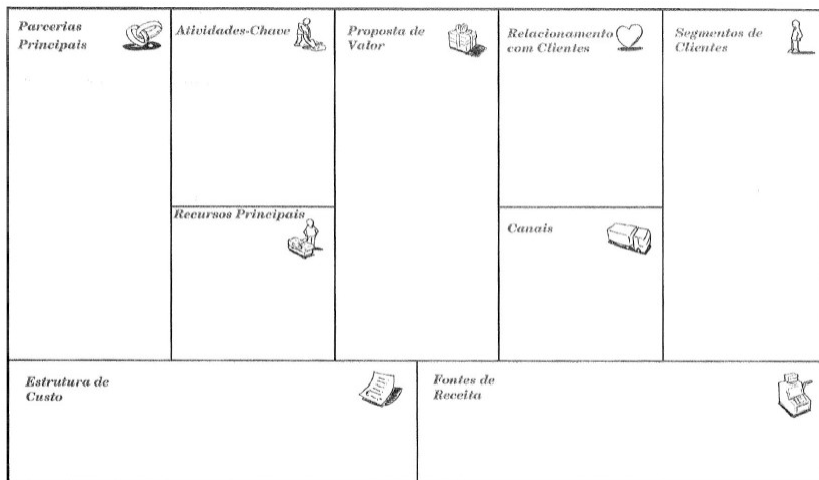 Parcerias
Principais
Atividades-Chave
Proposta de
Valor
Relacionamento
com Clientes
Segmentos de
Clientes
Recursos Principais
Canais
Estrutura de
Custo
Fontes de
Receita